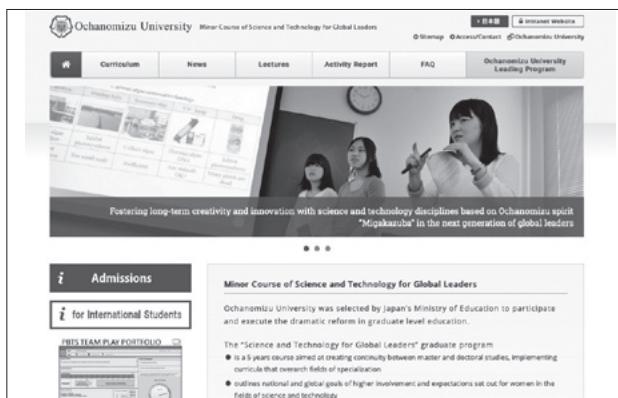 Ochanomizu University Minor Course of Science and Technology for Global Leaders
日本語 Intranet Website
Sitemap Access/Contact Ochanomizu University
Curriculum News Lectures Activity Report FAQ Ochanomizu University
Leading Program
Fostering long-term creativity and innovation with science and technology disciplines based on Ochanomizu spirit
"Migakazuba" in the next generation of global leaders
i Admissions
i for International Students
PBTS TEAM PLAY PORTFOLIO
Minor Course of Science and Technology for Global Leaders
Ochanomizu University was selected by Japan's Ministry of Education to participate
and execute the dramatic reform in graduate level education.
The "Science and Technology for Global Leaders" graduate program
● is a 5 years course aimed at creating continuity between master and doctoral studies, implementing
curricula that overarch fields of specialization
● outlines national and global goals of higher involvement and expectations set out for women in the
fields of science and technology